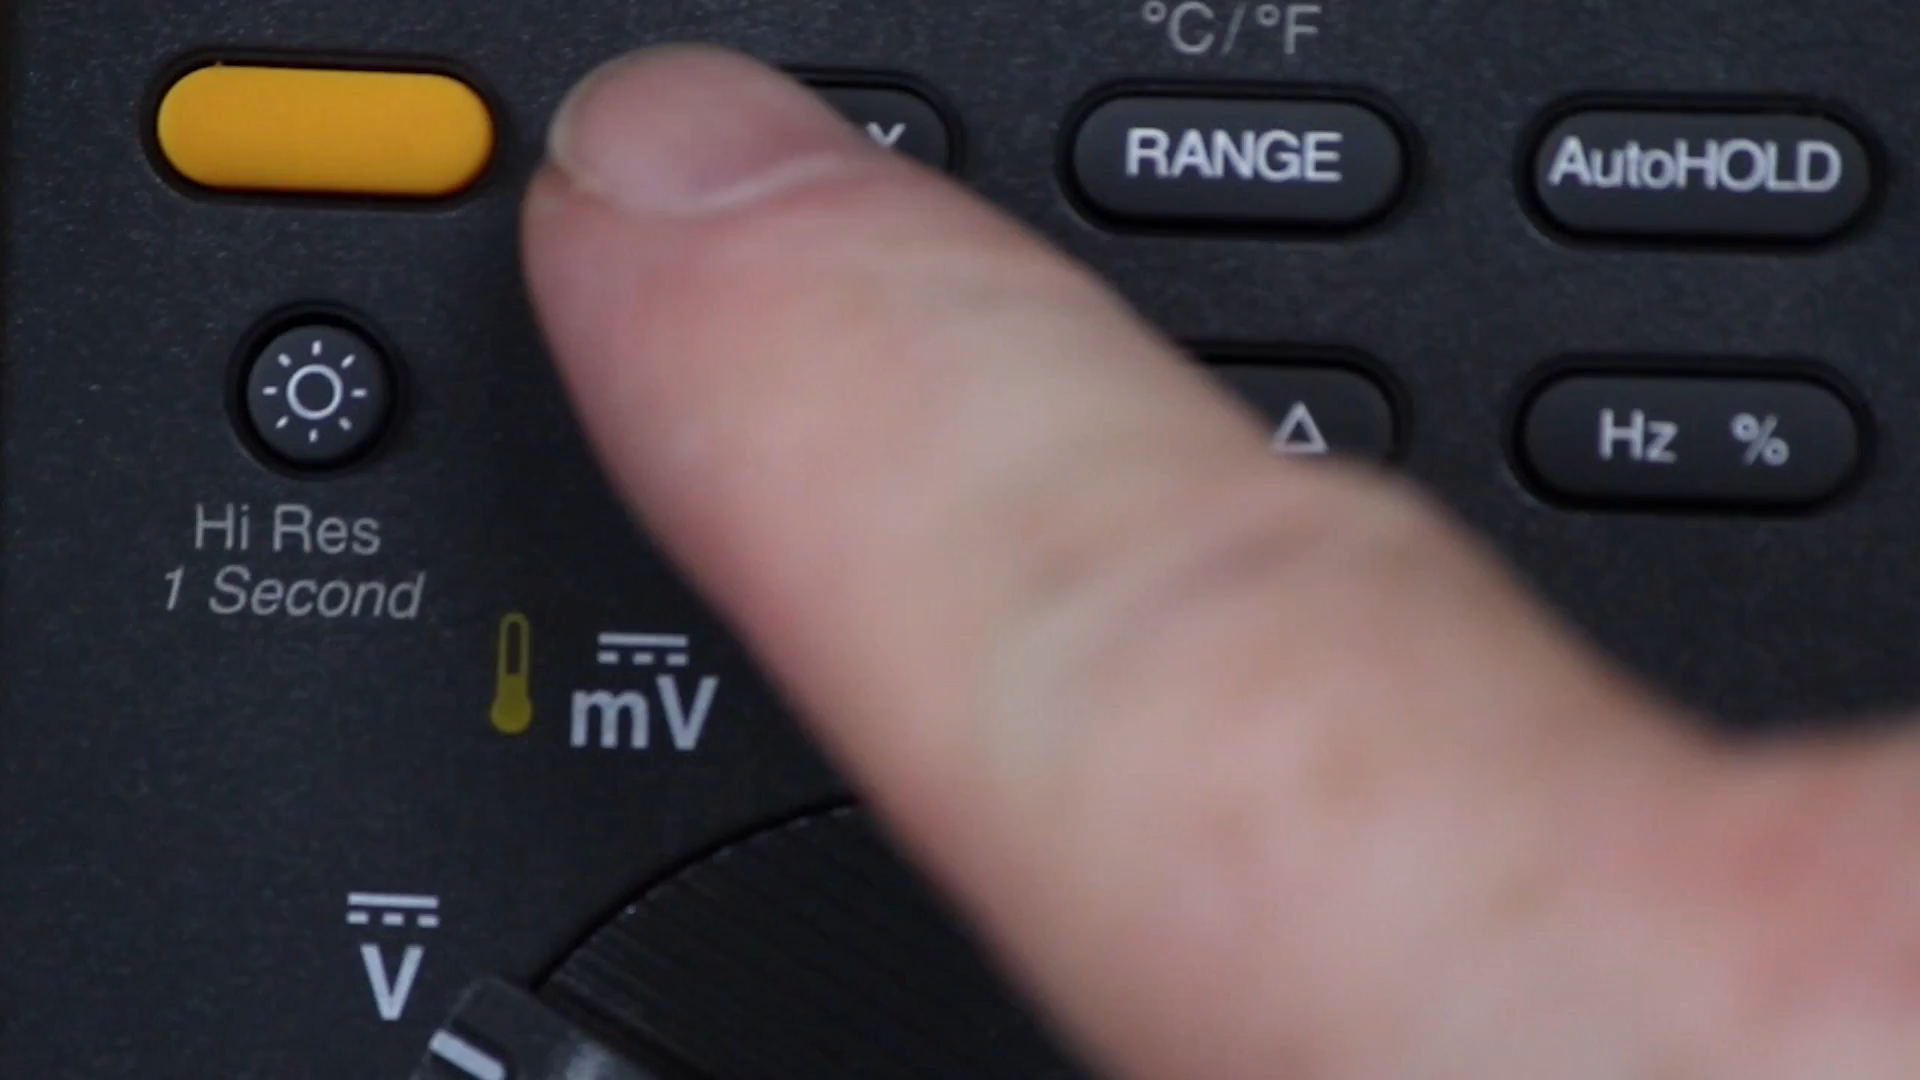 °C/°F
RANGE
AutoHOLD
Hz %
Hi Res
1 Second
mV
V